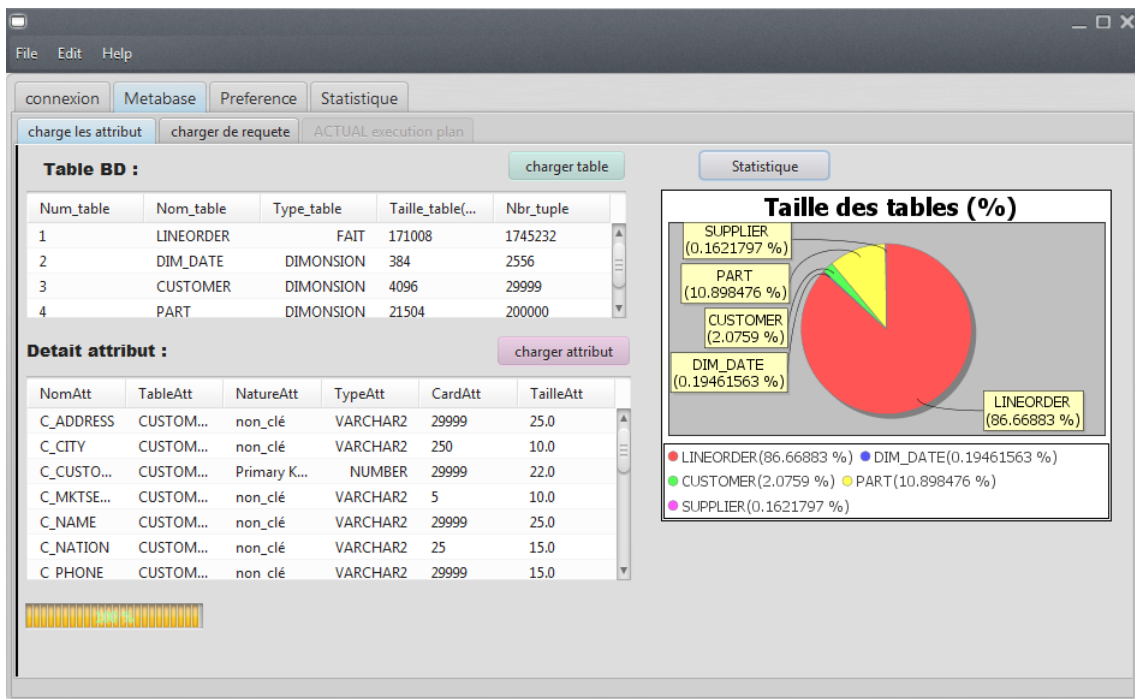 File Edit Help
connexion Metabase Preference Statistique
charge les attribut charger de requete ACTUAL execution plan
Table BD : charger table Statistique
Num_table Nom_table Type_table Taille_table(... Nbr_tuple
1 LINEORDER FAIT 171008 1745232
2 DIM_DATE DIMONSION 384 2556
3 CUSTOMER DIMONSION 4096 29999
4 PART DIMONSION 21504 200000
Detait attribut : charger attribut
NomAtt TableAtt NatureAtt TypeAtt CardAtt TailleAtt
C_ADDRESS CUSTOM... non_clé VARCHAR2 29999 25.0
C_CITY CUSTOM... non_clé VARCHAR2 250 10.0
C_CUSTO... CUSTOM... Primary K... NUMBER 29999 22.0
C_MKTSE... CUSTOM... non_clé VARCHAR2 5 10.0
C_NAME CUSTOM... non_clé VARCHAR2 29999 25.0
C_NATION CUSTOM... non_clé VARCHAR2 25 15.0
C_PHONE CUSTOM... non_clé VARCHAR2 29999 15.0
Taille des tables (%)
SUPPLIER
(0.1621797 %)
PART
(10.898476 %)
CUSTOMER
(2.0759 %)
DIM_DATE
(0.19461563 %)
LINEORDER
(86.66883 %)
LINEORDER(86.66883 %) DIM_DATE(0.19461563 %)
CUSTOMER(2.0759 %) PART(10.898476 %)
SUPPLIER(0.1621797 %)